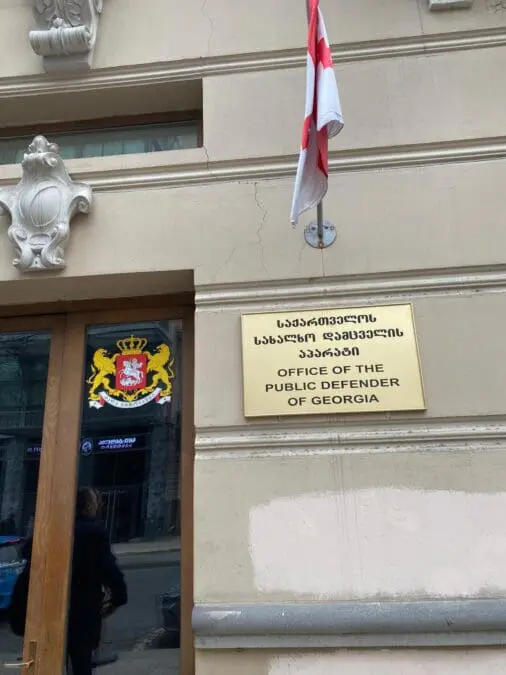 საქართველოს
სახალხო დამცველის
აპარატი
OFFICE OF THE
PUBLIC DEFENDER
OF GEORGIA